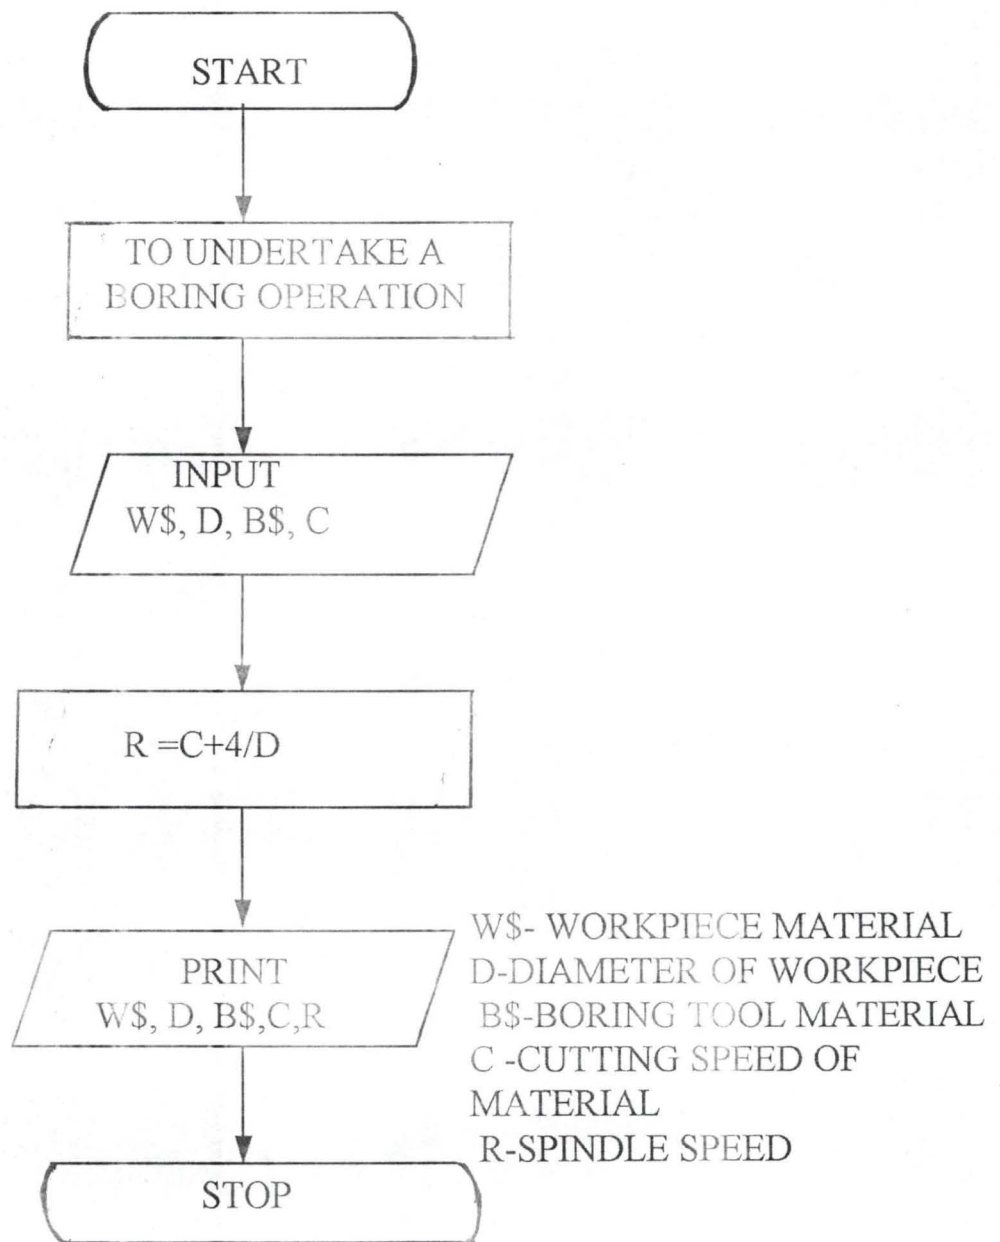 START
TO UNDERTAKE A
BORING OPERATION
INPUT
W$, D, B$, C
R =C+4/D
PRINT
W$, D, B$,C,R
W$- WORKPIECE MATERIAL
D-DIAMETER OF WORKPIECE
B$-BORING TOOL MATERIAL
C -CUTTING SPEED OF
MATERIAL
R-SPINDLE SPEED
STOP